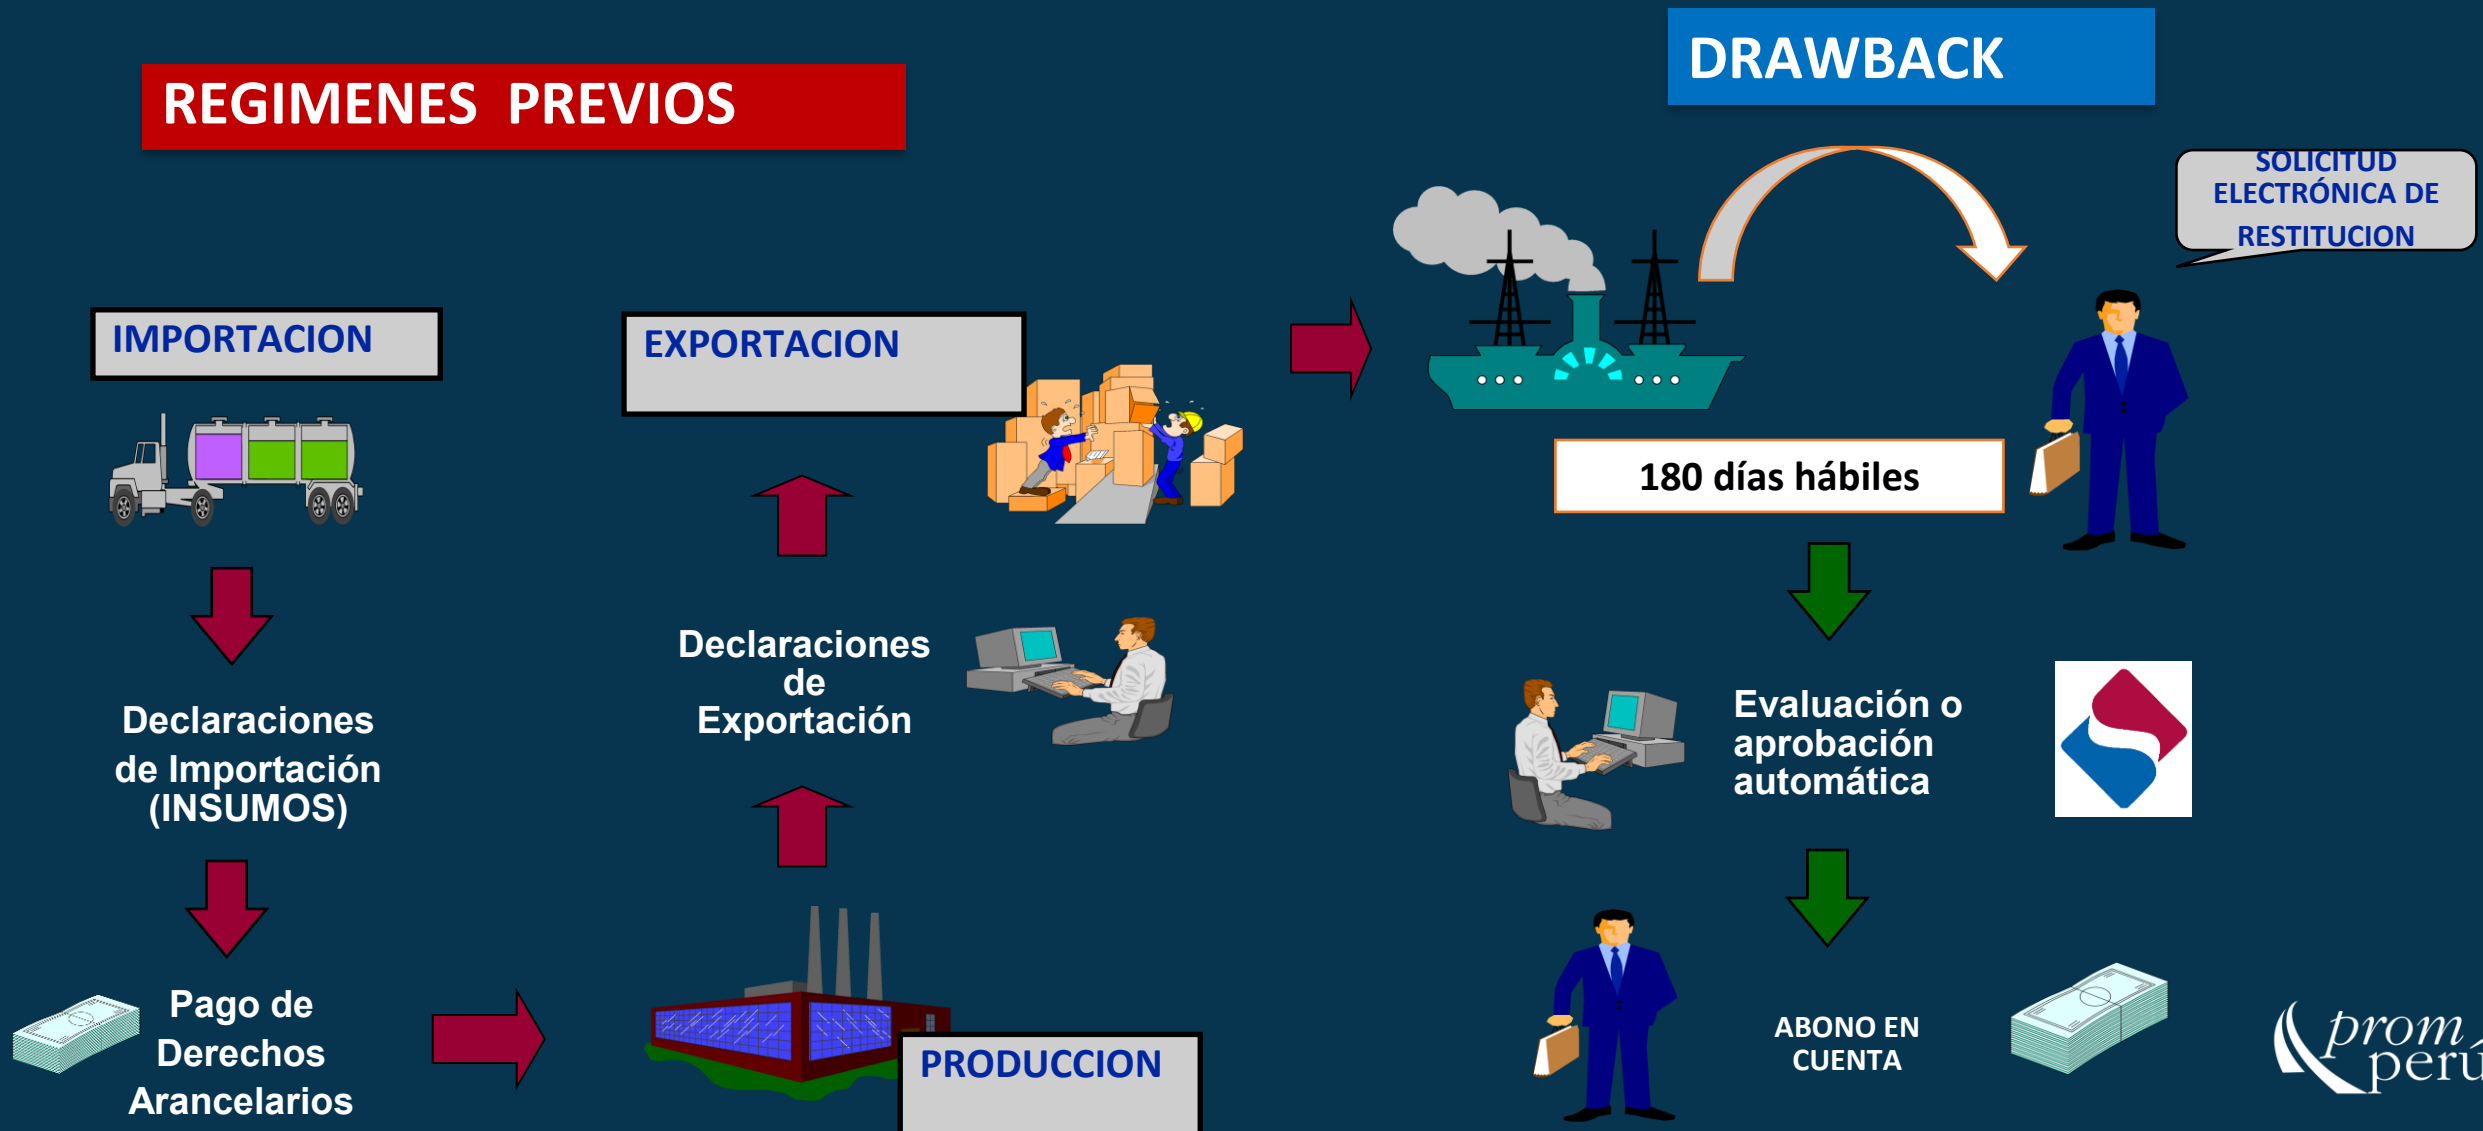 REGIMENES PREVIOS
IMPORTACION
Declaraciones
de Importación
(INSUMOS)
Pago de
Derechos
Arancelarios
PRODUCCION
Declaraciones
de
Exportación
EXPORTACION
DRAWBACK
SOLICITUD
ELECTRÓNICA DE
RESTITUCION
180 días hábiles
Evaluación o
aprobación
automática
ABONO EN
CUENTA
prom
perú